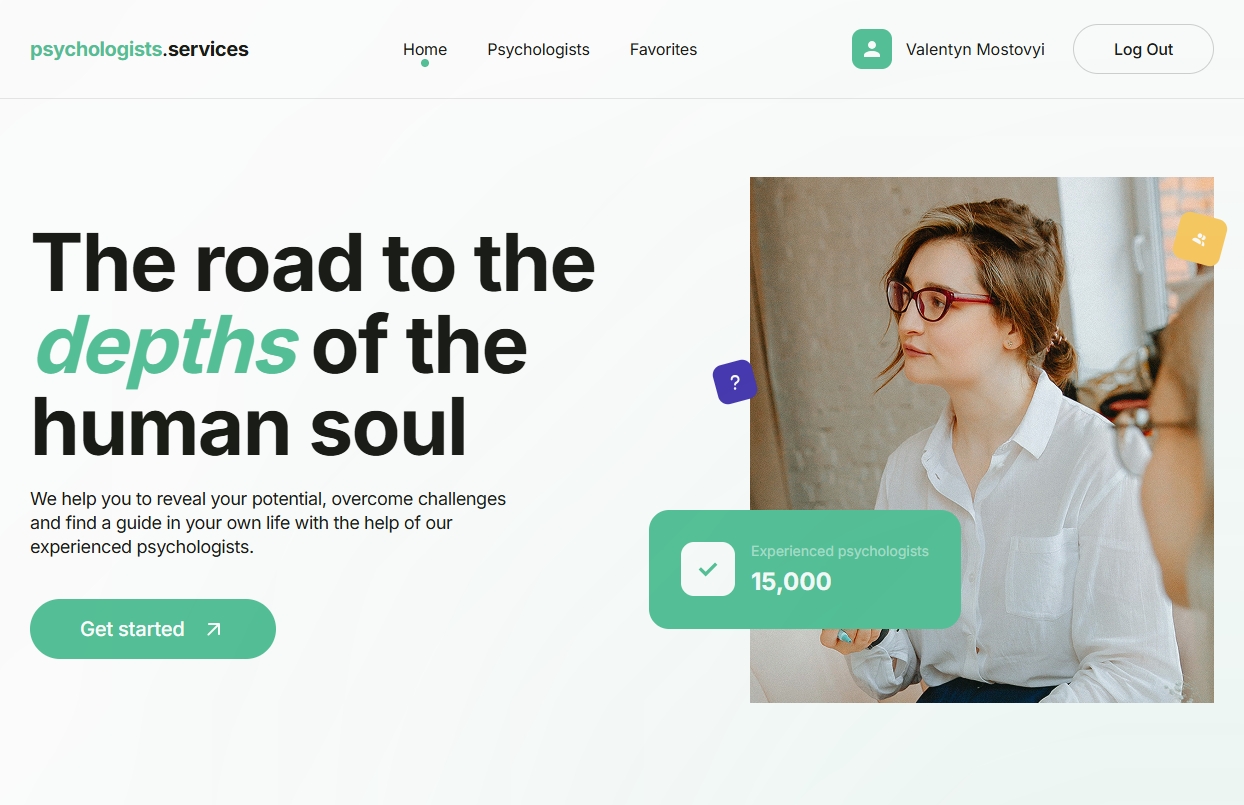 psychologists.services
Home
Psychologists
Favorites
Valentyn Mostovyi
Log Out
The road to the
depths of the
human soul
We help you to reveal your potential, overcome challenges
and find a guide in your own life with the help of our
experienced psychologists.
Get started
?
Experienced psychologists
15,000